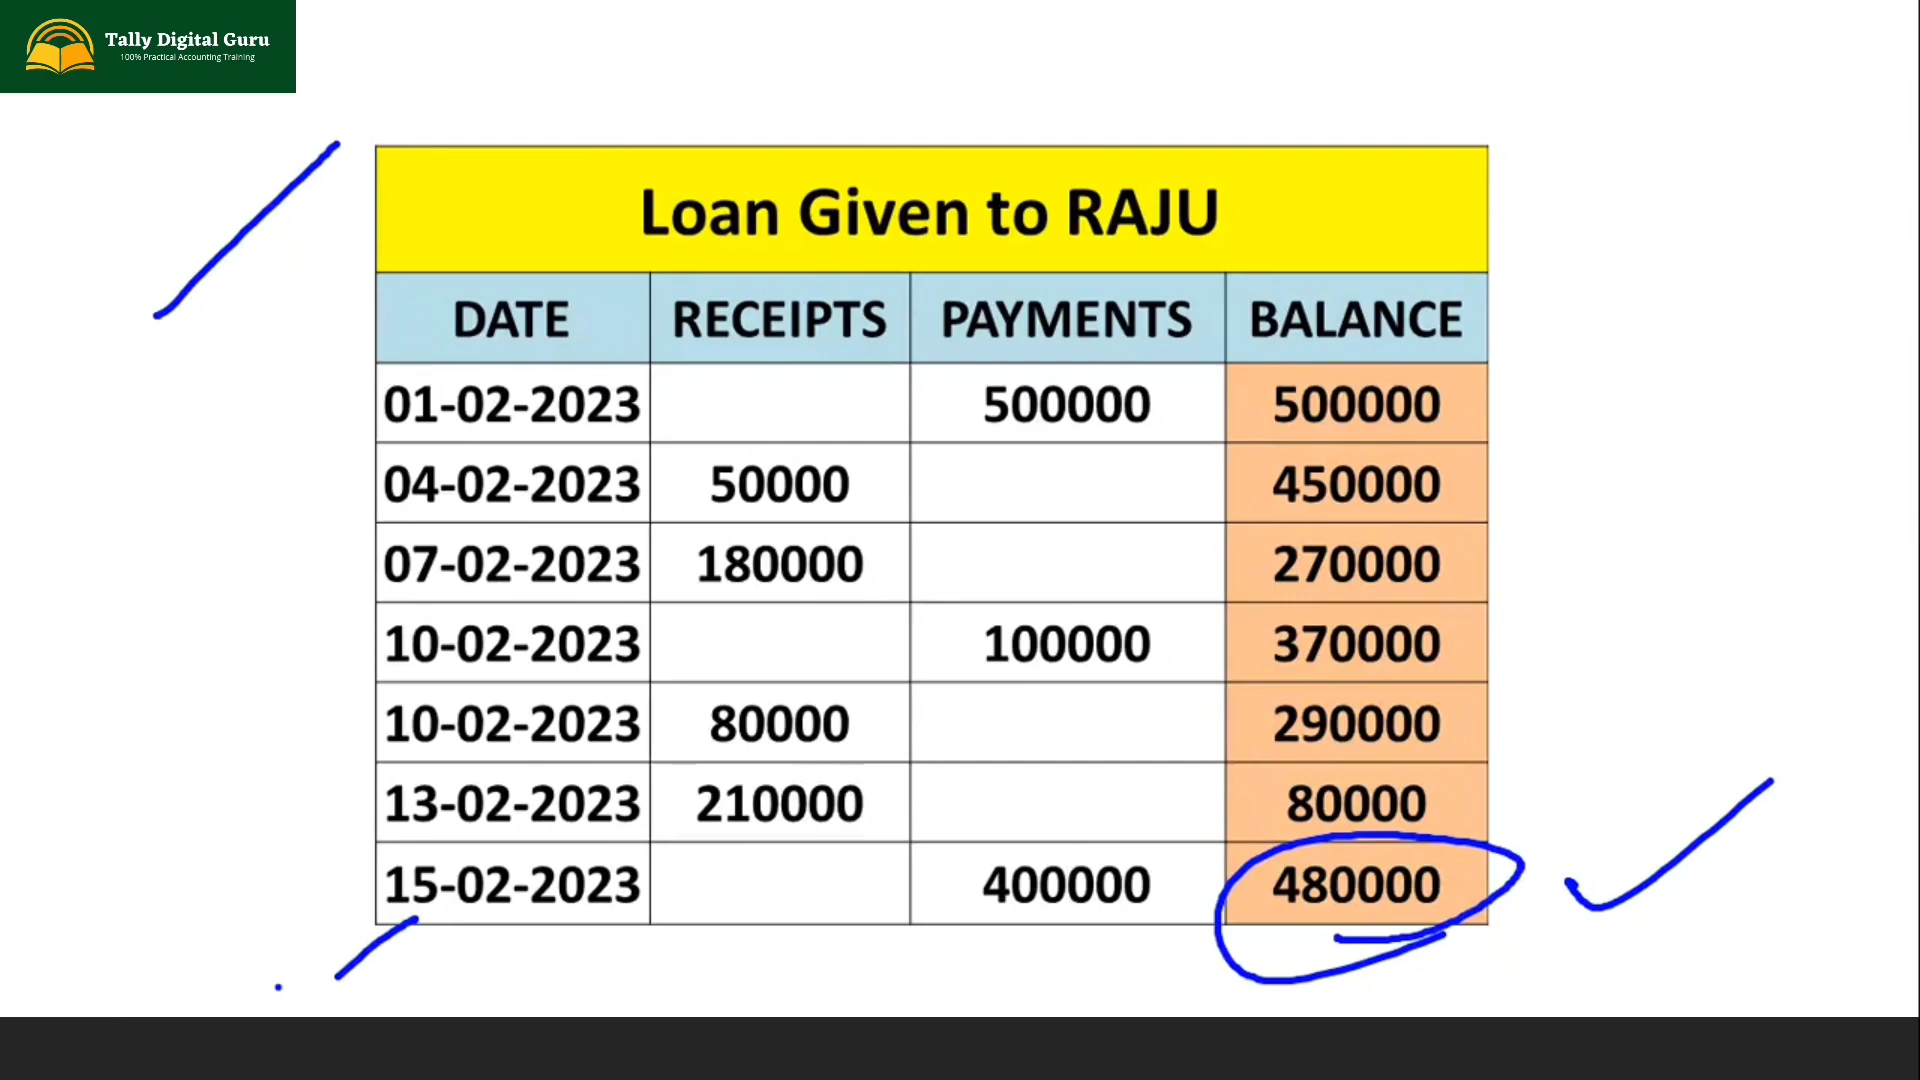 Tally Digital Guru
100% Practical Accounting Training
Loan Given to RAJU
DATE RECEIPTS PAYMENTS BALANCE
01-02-2023 500000 500000
04-02-2023 50000 450000
07-02-2023 180000 270000
10-02-2023 100000 370000
10-02-2023 80000 290000
13-02-2023 210000 80000
15-02-2023 400000 480000